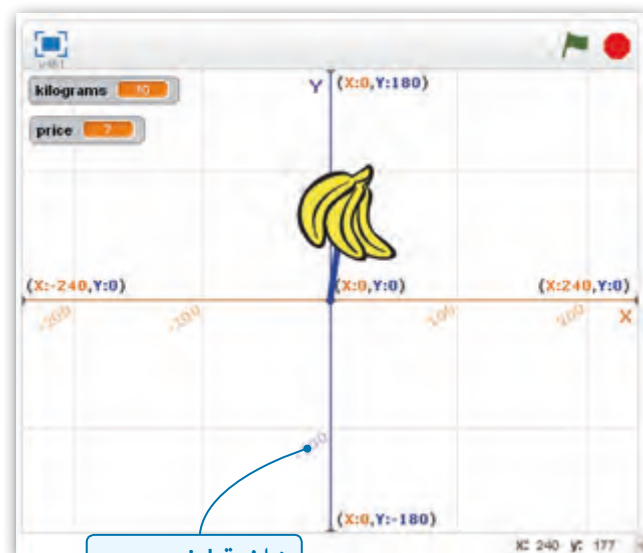 v461
kilograms 10
price 7
Y
(X:0,Y:180)
(X:-240,Y:0)
(X:0,Y:0)
(X:240,Y:0)
-200
-100
100
200
X
-100
(X:0,Y:-180)
X: 240 y: 177